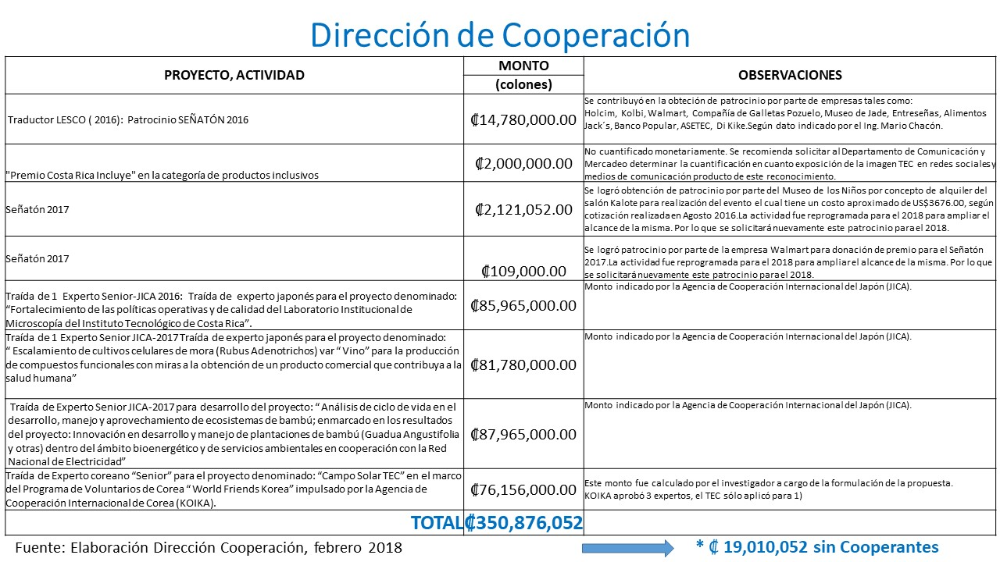 Dirección de Cooperación
PROYECTO, ACTIVIDAD
MONTO
(colones)
OBSERVACIONES
Traductor LESCO ( 2016): Patrocinio SEÑATÓN 2016
₡14,780,000.00
Se contribuyó en la obteción de patrocinio por parte de empresas tales como:
Holcim, Kolbi, Walmart, Compañía de Galletas Pozuelo, Museo de Jade, Entreseñas, Alimentos
Jack´s, Banco Popular, ASETEC, Di Kike.Según dato indicado por el Ing. Mario Chacón.
"Premio Costa Rica Incluye" en la categoría de productos inclusivos
₡2,000,000.00
No cuantificado monetariamente. Se recomienda solicitar al Departamento de Comunicación y
Mercadeo determinar la cuantificación en cuanto exposición de la imagen TEC en redes sociales y
medios de comunicación producto de este reconocimiento.
Señatón 2017
₡2,121,052.00
Se logró obtención de patrocinio por parte del Museo de los Niños por concepto de alquiler del
salón Kalote para realización del evento el cual tiene un costo aproximado de US$3676.00, según
cotización realizada en Agosto 2016.La actividad fue reprogramada para el 2018 para ampliar el
alcance de la misma. Por lo que se solicitará nuevamente este patrocinio para el 2018.
Señatón 2017
₡109,000.00
Se logró patrocinio por parte de la empresa Walmart para donación de premio para el Señatón
2017.La actividad fue reprogramada para el 2018 para ampliar el alcance de la misma. Por lo que
se solicitará nuevamente este patrocinio para el 2018.
Traída de 1 Experto Senior-JICA 2016: Traída de experto japonés para el proyecto denominado:
“Fortalecimiento de las políticas operativas y de calidad del Laboratorio Institucional de
Microscopía del Instituto Tecnológico de Costa Rica”.
₡85,965,000.00
Monto indicado por la Agencia de Cooperación Internacional del Japón (JICA).
Traída de 1 Experto Senior JICA-2017 Traída de experto japonés para el proyecto denominado:
“ Escalamiento de cultivos celulares de mora (Rubus Adenotrichos) var “ Vino” para la producción
de compuestos funcionales con miras a la obtención de un producto comercial que contribuya a la
salud humana”
₡81,780,000.00
Monto indicado por la Agencia de Cooperación Internacional del Japón (JICA).
Traída de Experto Senior JICA-2017 para desarrollo del proyecto: “ Análisis de ciclo de vida en el
desarrollo, manejo y aprovechamiento de ecosistemas de bambú; enmarcado en los resultados
del proyecto: Innovación en desarrollo y manejo de plantaciones de bambú (Guadua Angustifolia
y otras) dentro del ámbito bioenergético y de servicios ambientales en cooperación con la Red
Nacional de Electricidad”
₡87,965,000.00
Monto indicado por la Agencia de Cooperación Internacional del Japón (JICA).
Traída de Experto coreano “Senior” para el proyecto denominado: “Campo Solar TEC” en el marco
del Programa de Voluntarios de Corea “ World Friends Korea” impulsado por la Agencia de
Cooperación Internacional de Corea (KOIKA).
₡76,156,000.00
Este monto fue calculado por el investigador a cargo de la formulación de la propuesta.
KOIKA aprobó 3 expertos, el TEC sólo aplicó para 1)
TOTAL ₡350,876,052
Fuente: Elaboración Dirección Cooperación, febrero 2018
* ₡ 19,010,052 sin Cooperantes